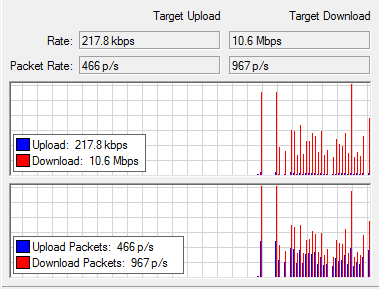 Target Upload Target Download
Rate: 217.8 kbps 10.6 Mbps
Packet Rate: 466 p/s 967 p/s
Upload: 217.8 kbps
Download: 10.6 Mbps
Upload Packets: 466 p/s
Download Packets: 967 p/s